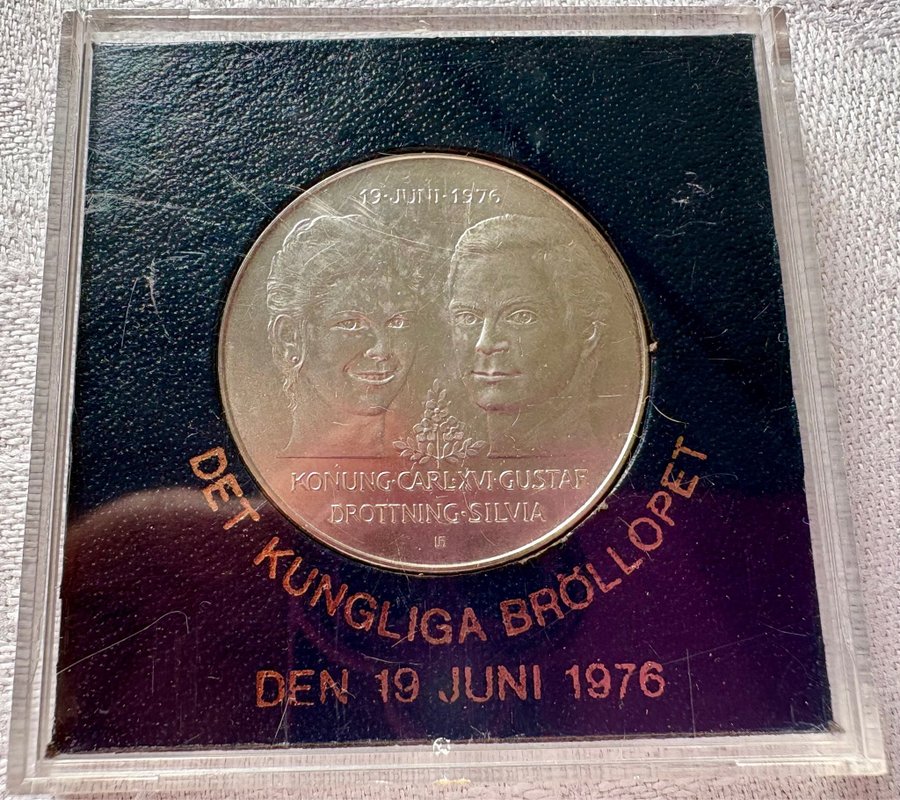 19·JUNI·1976
KONUNG·CARL·XVI·GUSTAF
DROTTNING·SILVIA
DET KUNGLIGA BRÖLLOPET
DEN 19 JUNI 1976